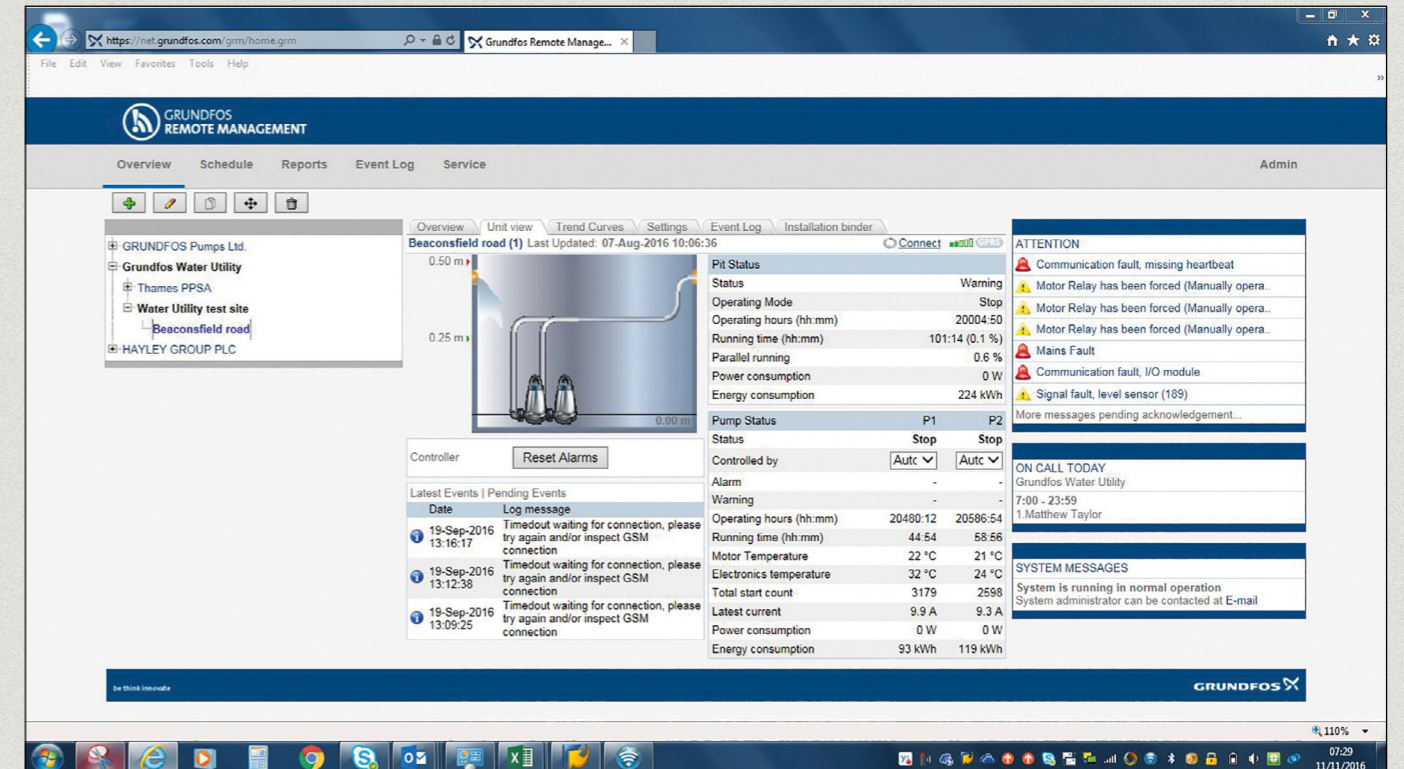 https://net.grundfos.com/grm/home.grm
Grundfos Remote Manage...
File Edit View Favorites Tools Help
GRUNDFOS
REMOTE MANAGEMENT
Overview Schedule Reports Event Log Service Admin
Overview Unit view Trend Curves Settings Event Log Installation binder
GRUNDFOS Pumps Ltd.
Grundfos Water Utility
Thames PPSA
Water Utility test site
Beaconsfield road
HAYLEY GROUP PLC
Beaconsfield road (1) Last Updated: 07-Aug-2016 10:06:36 Connect GPRS
0.50 m
0.25 m
0.00 m
Controller Reset Alarms
Latest Events | Pending Events
Date Log message
19-Sep-2016 13:16:17
Timedout waiting for connection, please
try again and/or inspect GSM
connection
19-Sep-2016 13:12:38
Timedout waiting for connection, please
try again and/or inspect GSM
connection
19-Sep-2016 13:09:25
Timedout waiting for connection, please
try again and/or inspect GSM
connection
Pit Status
Status Warning
Operating Mode Stop
Operating hours (hh:mm) 20004:50
Running time (hh:mm) 101:14 (0.1 %)
Parallel running 0.6 %
Power consumption 0 W
Energy consumption 224 kWh
Pump Status P1 P2
Status Stop Stop
Controlled by Autc Autc
Alarm - -
Warning - -
Operating hours (hh:mm) 20480:12 20586:54
Running time (hh:mm) 44:54 58:56
Motor Temperature 22 °C 21 °C
Electronics temperature 32 °C 24 °C
Total start count 3179 2598
Latest current 9.9 A 9.3 A
Power consumption 0 W 0 W
Energy consumption 93 kWh 119 kWh
ATTENTION
Communication fault, missing heartbeat
Motor Relay has been forced (Manually opera..
Motor Relay has been forced (Manually opera..
Motor Relay has been forced (Manually opera..
Mains Fault
Communication fault, I/O module
Signal fault, level sensor (189)
More messages pending acknowledgement...
ON CALL TODAY
Grundfos Water Utility
7:00 - 23:59
1.Matthew Taylor
SYSTEM MESSAGES
System is running in normal operation
System administrator can be contacted at E-mail
be think innovate
GRUNDFOS
110%
07:29
11/11/2016